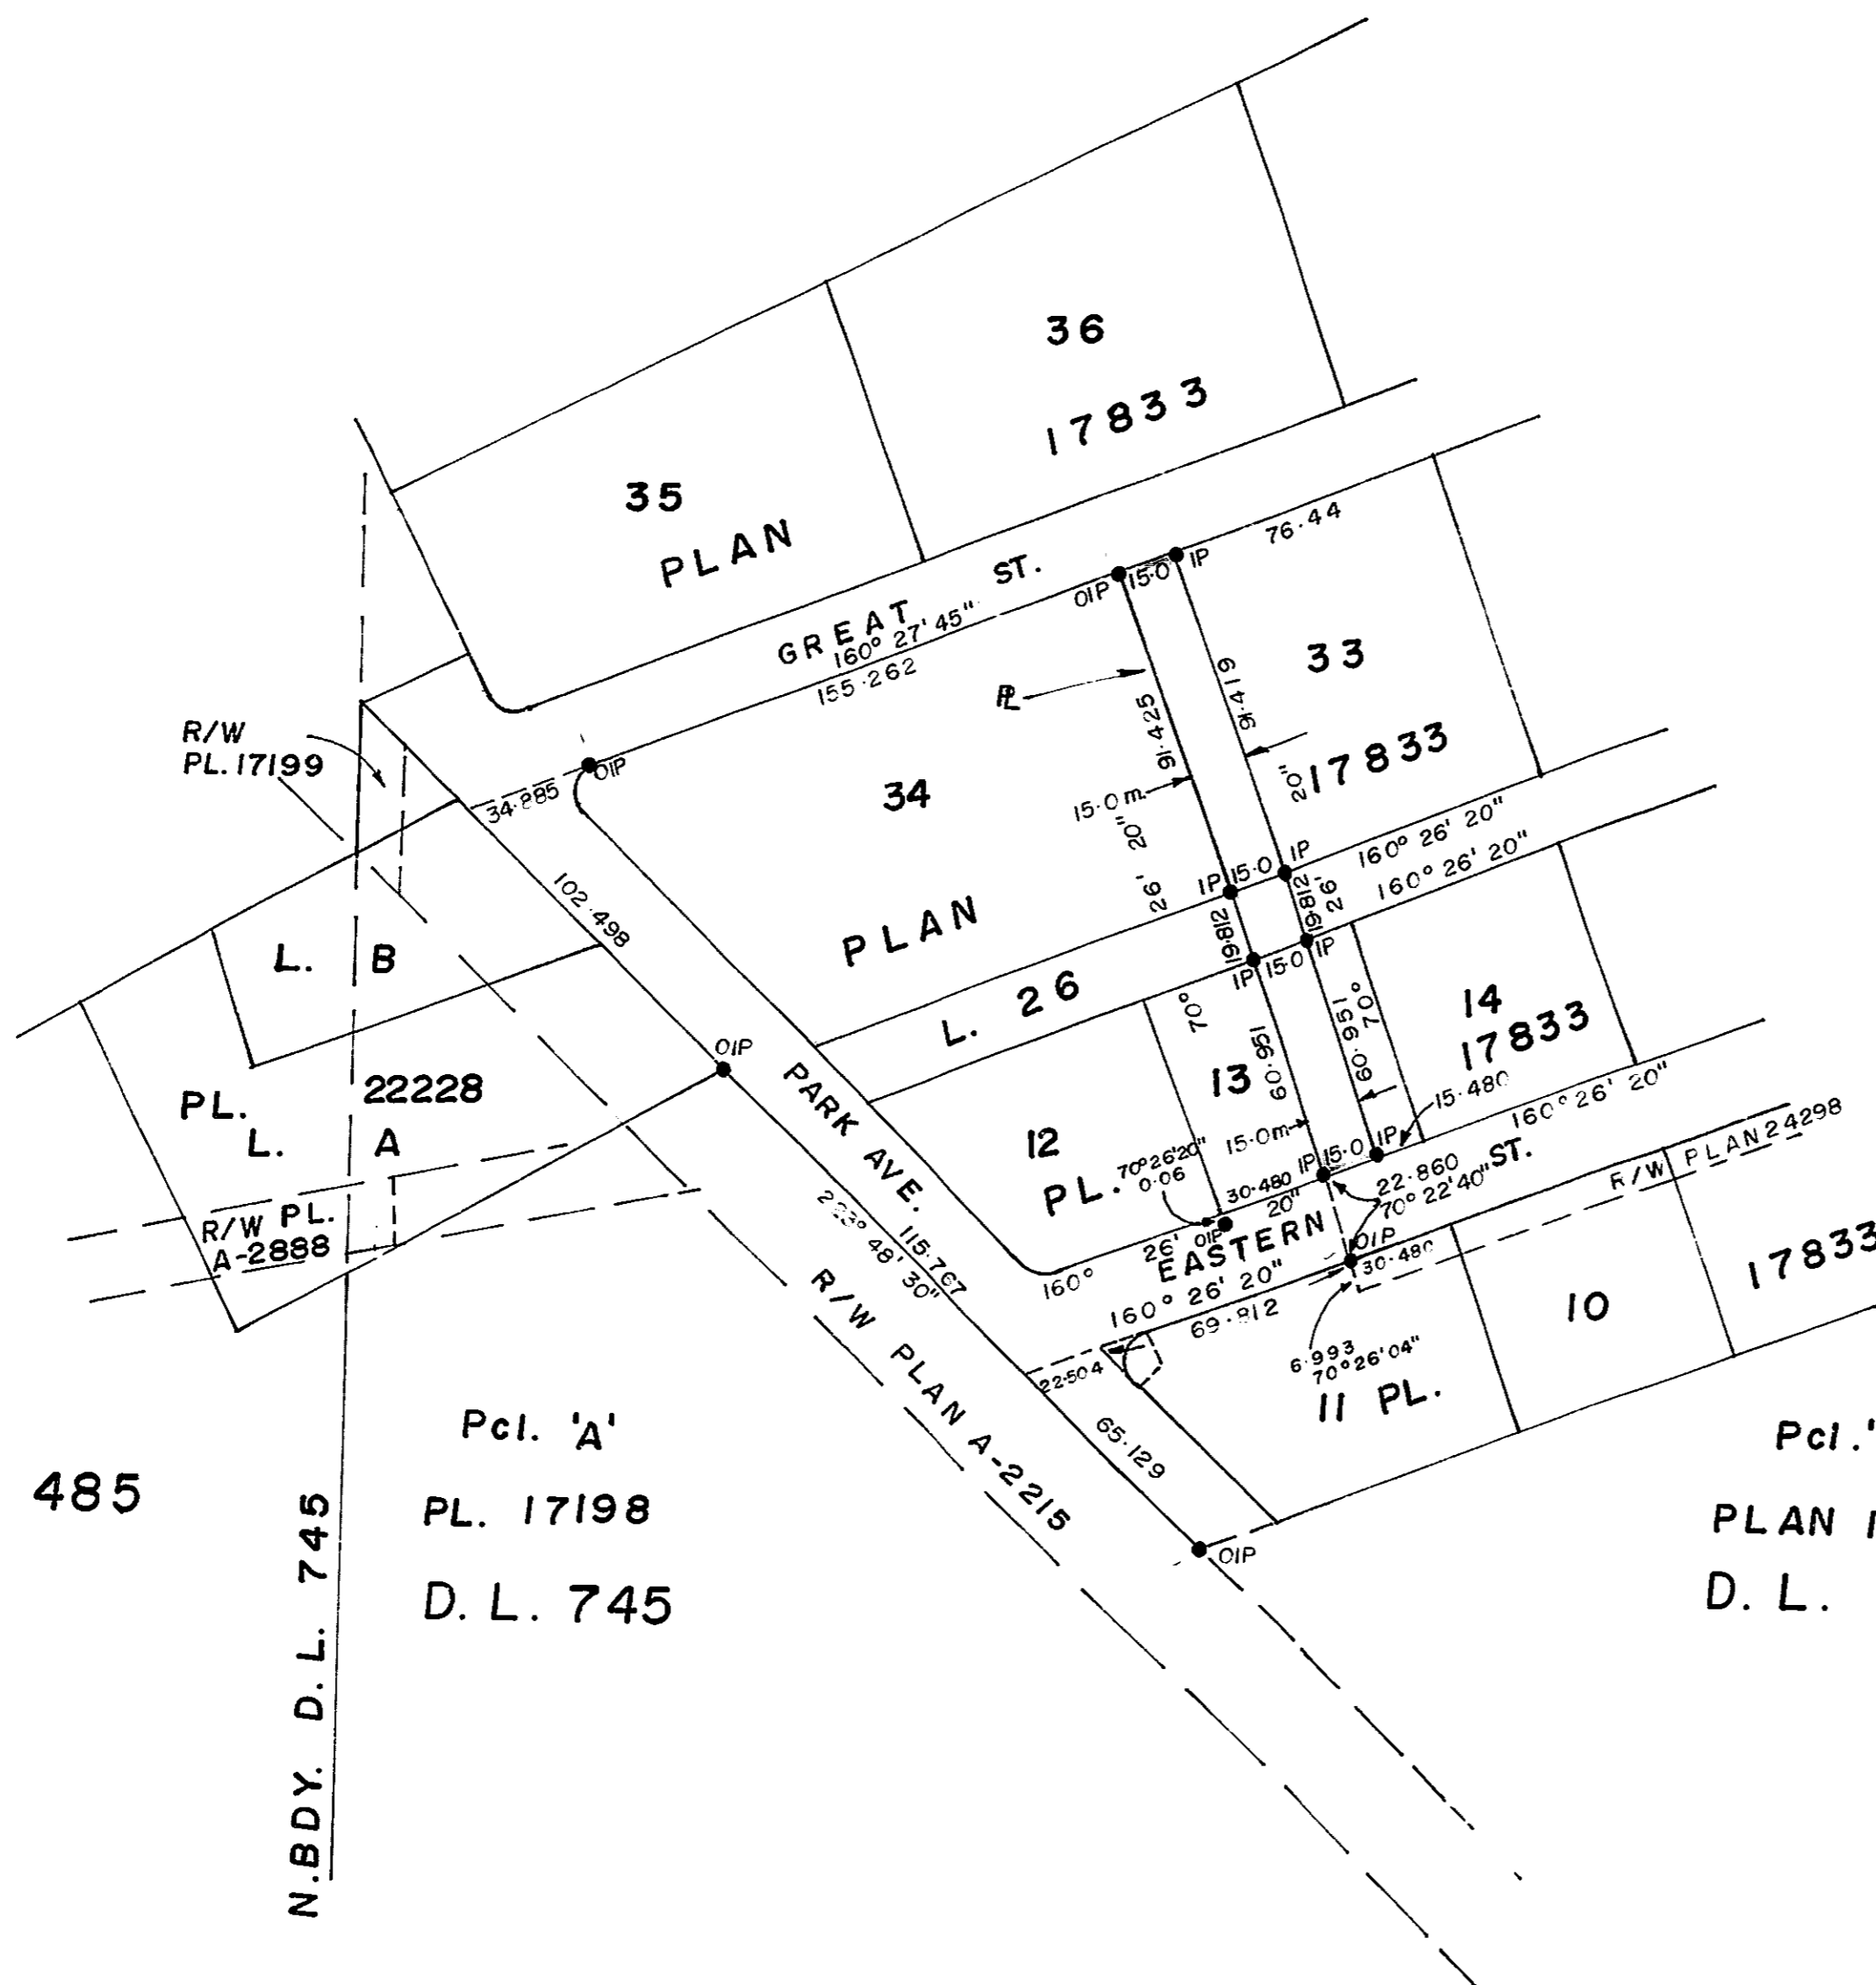 36
17833
35
PLAN
GREAT ST.
160° 27' 45"
155.262
OIP
15.0
IP
76.44
33
17833
R/W
PL. 17199
34.885
OIP
34
PLAN
PL
91.425
91.419
15.0 m.
20"
26' 20"
IP
15.0
IP
160° 26' 20"
160° 26' 20"
19.812
19.812
26'
IP
15.0
IP
102.498
L. B
L. 26
70°
13
60.951
60.951
70°
14
17833
OIP
PARK AVE.
PL. 22228
L. A
12
PL.
70°26'20"
0.06
15.0m
IP
15.0
IP
15.480
160° 26' 20"
30.480
20"
22.860
70° 22' 40"
ST.
R/W PLAN 24298
R/W PL.
A-2888
223° 48' 30"
115.767
160°
26'
OIP
EASTERN
OIP
30.480
160° 26' 20"
69.812
10
17833
R/W PLAN A-2215
22.504
6.993
70°26'04"
11 PL.
65.129
OIP
485
Pcl. 'A'
PL. 17198
D. L. 745
N.BDY. D. L. 745
Pcl. '
PLAN 1
D. L.